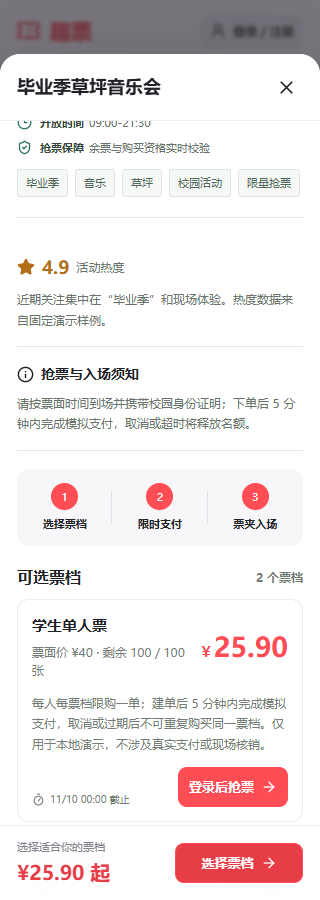 趣票
登录 / 注册
毕业季草坪音乐会
开放时间 09:00-21:30
抢票保障 余票与购买资格实时校验
毕业季 音乐 草坪 校园活动 限量抢票
4.9 活动热度
近期关注集中在“毕业季”和现场体验。热度数据来
自固定演示样例。
抢票与入场须知
请按票面时间到场并携带校园身份证明；下单后 5 分
钟内完成模拟支付，取消或超时将释放名额。
1 2 3
选择票档 限时支付 票夹入场
可选票档 2 个票档
学生单人票
票面价 ¥40 · 剩余 100 / 100
张
¥25.90
每人每票档限购一单；建单后 5 分钟内完成模拟
支付，取消或过期后不可重复购买同一票档。仅
用于本地演示，不涉及真实支付或现场核销。
登录后抢票
11/10 00:00 截止
选择适合你的票档
¥25.90 起
选择票档